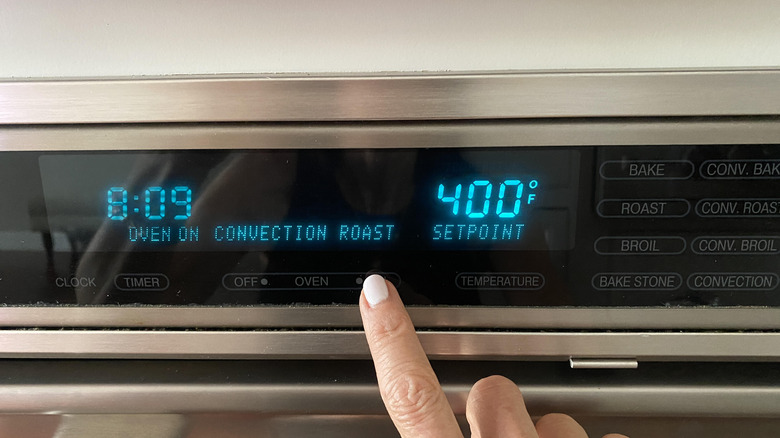 8:09
400°F
OVEN ON CONVECTION ROAST SETPOINT
CLOCK TIMER OFF OVEN TEMPERATURE
BAKE CONV. BAK
ROAST CONV. ROAST
BROIL CONV. BROIL
BAKE STONE CONVECTION